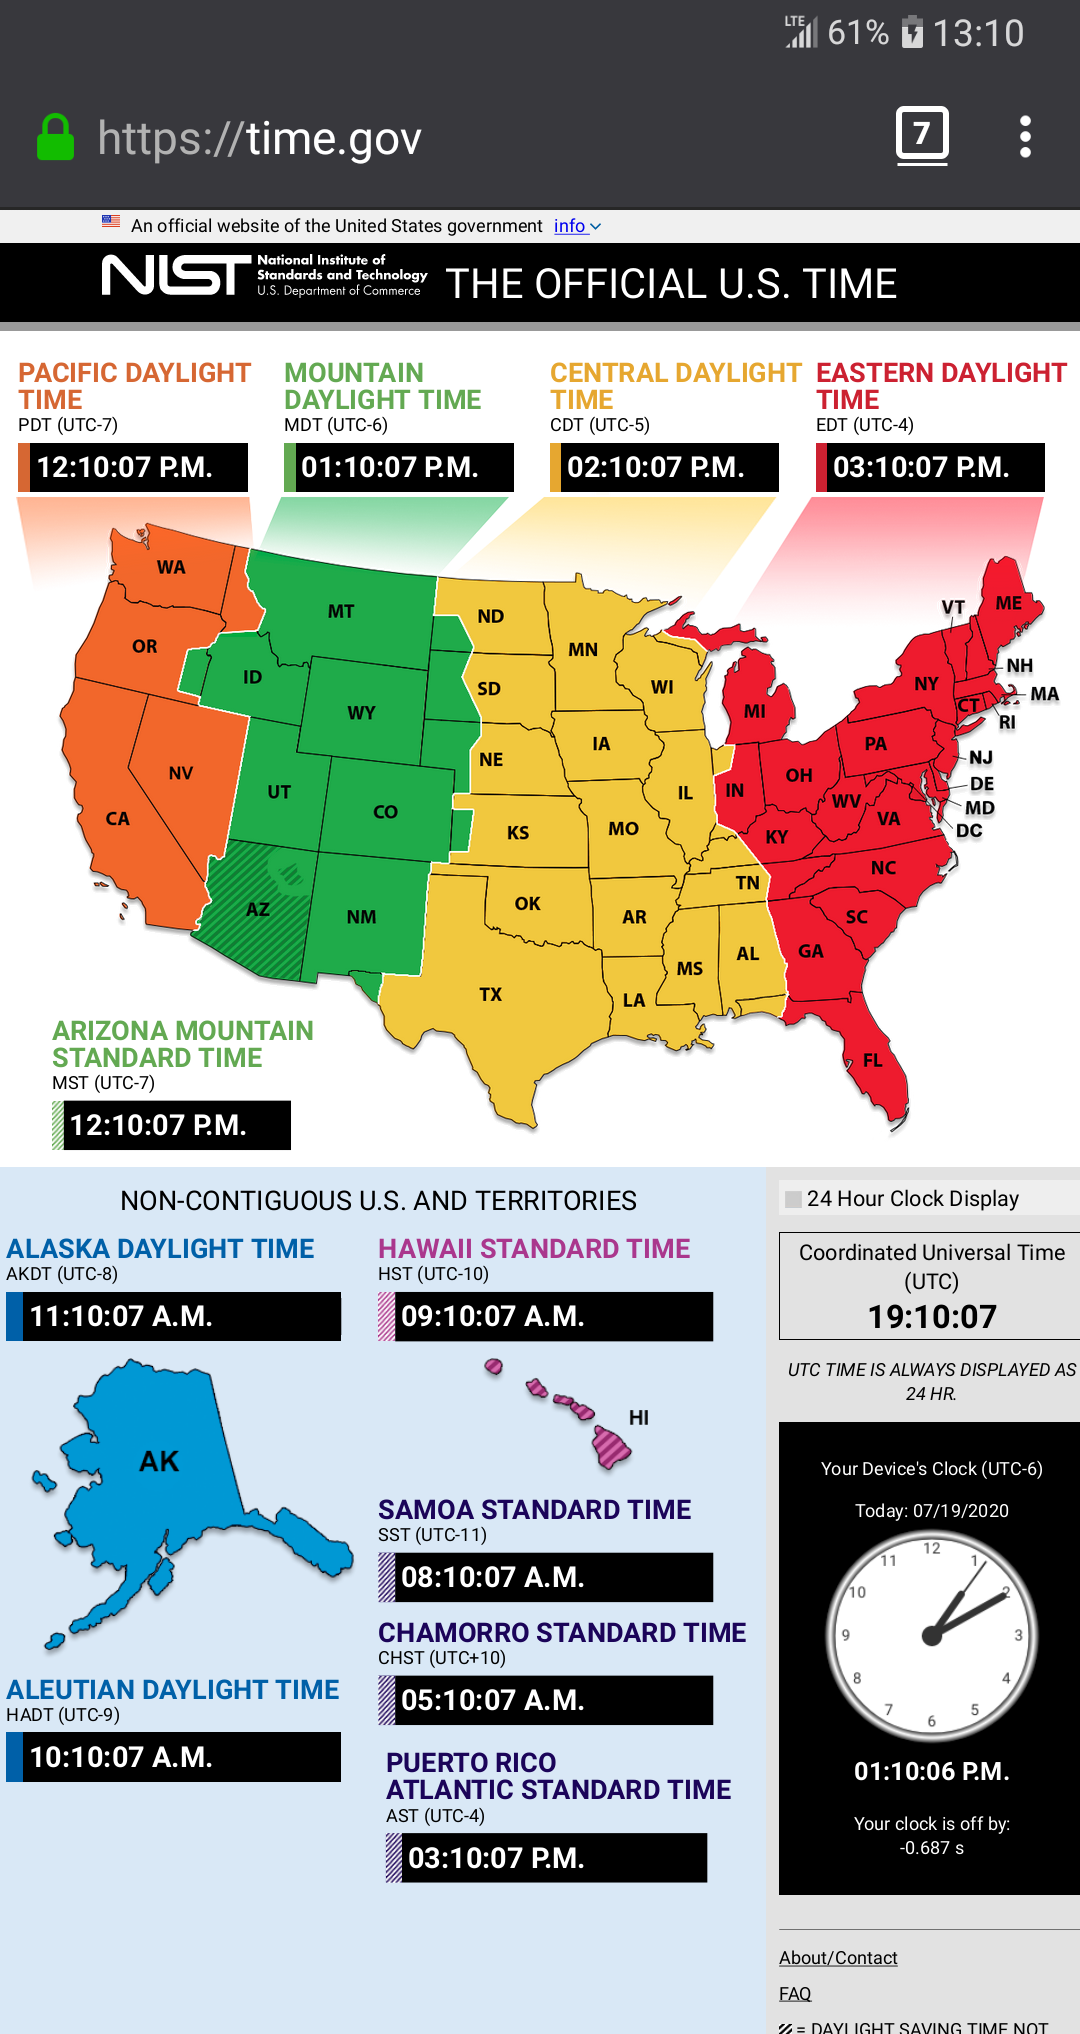 LTE 61% 13:10
https://time.gov 7
An official website of the United States government info
NIST National Institute of
Standards and Technology
U.S. Department of Commerce
THE OFFICIAL U.S. TIME
PACIFIC DAYLIGHT
TIME
PDT (UTC-7)
12:10:07 P.M.
MOUNTAIN
DAYLIGHT TIME
MDT (UTC-6)
01:10:07 P.M.
CENTRAL DAYLIGHT
TIME
CDT (UTC-5)
02:10:07 P.M.
EASTERN DAYLIGHT
TIME
EDT (UTC-4)
03:10:07 P.M.
WA
OR
CA
NV
MT
ID
WY
UT
CO
AZ
NM
ND
SD
NE
KS
OK
TX
MN
IA
MO
AR
LA
WI
IL
MS
AL
TN
MI
IN
OH
KY
WV
VA
NC
SC
GA
FL
PA
NY
VT
ME
NH
MA
CT
RI
NJ
DE
MD
DC
ARIZONA MOUNTAIN
STANDARD TIME
MST (UTC-7)
12:10:07 P.M.
NON-CONTIGUOUS U.S. AND TERRITORIES
ALASKA DAYLIGHT TIME
AKDT (UTC-8)
11:10:07 A.M.
AK
ALEUTIAN DAYLIGHT TIME
HADT (UTC-9)
10:10:07 A.M.
HAWAII STANDARD TIME
HST (UTC-10)
09:10:07 A.M.
HI
SAMOA STANDARD TIME
SST (UTC-11)
08:10:07 A.M.
CHAMORRO STANDARD TIME
CHST (UTC+10)
05:10:07 A.M.
PUERTO RICO
ATLANTIC STANDARD TIME
AST (UTC-4)
03:10:07 P.M.
24 Hour Clock Display
Coordinated Universal Time
(UTC)
19:10:07
UTC TIME IS ALWAYS DISPLAYED AS
24 HR.
Your Device's Clock (UTC-6)
Today: 07/19/2020
12
1
2
3
4
5
6
7
8
9
10
11
01:10:06 P.M.
Your clock is off by:
-0.687 s
About/Contact
FAQ
= DAYLIGHT SAVING TIME NOT